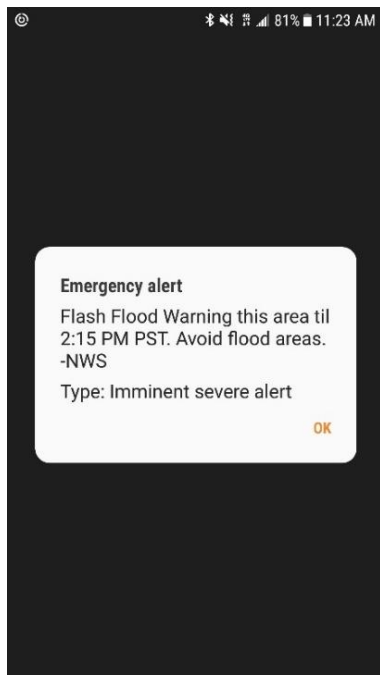 81% 11:23 AM
Emergency alert
Flash Flood Warning this area til
2:15 PM PST. Avoid flood areas.
-NWS
Type: Imminent severe alert
OK